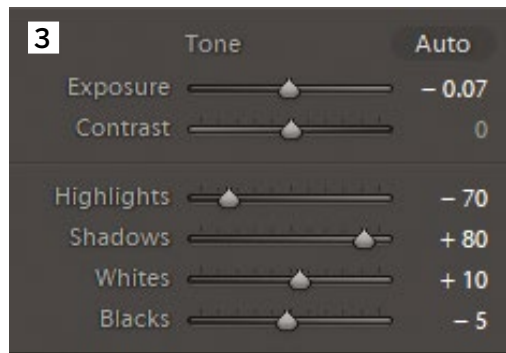 3 Tone Auto
Exposure – 0.07
Contrast 0
Highlights – 70
Shadows + 80
Whites + 10
Blacks – 5